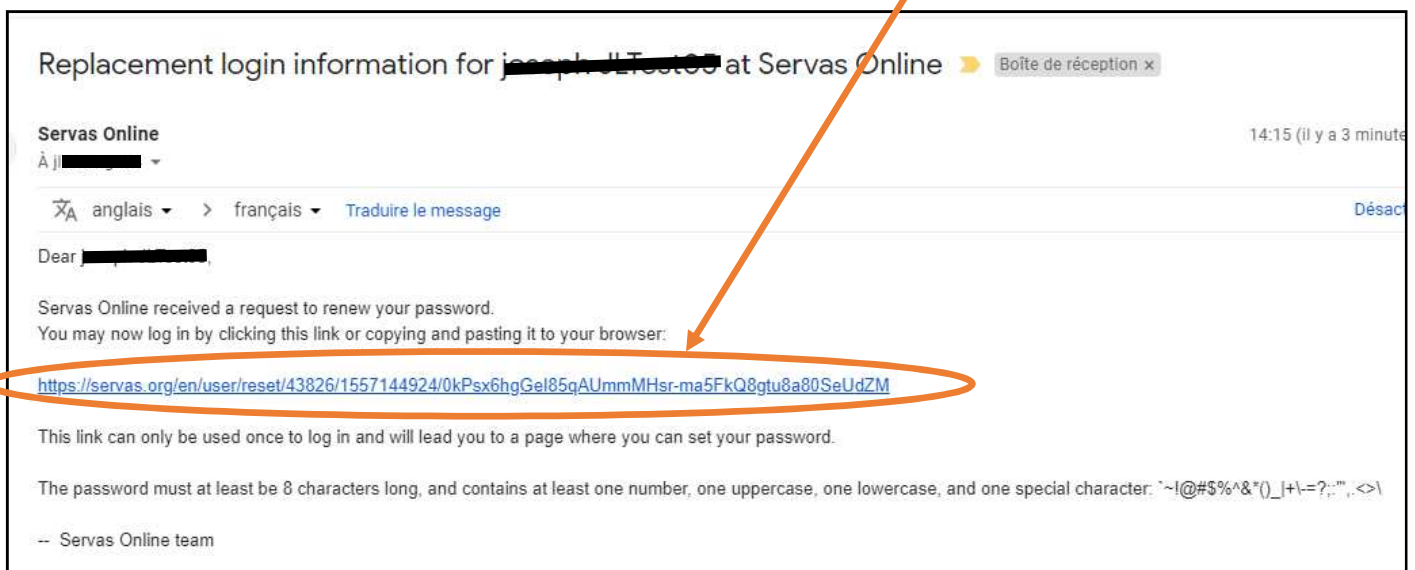 Replacement login information for at Servas Online Boîte de réception x
Servas Online
14:15 (il y a 3 minute
À jl
anglais > français Traduire le message
Désact
Dear
Servas Online received a request to renew your password.
You may now log in by clicking this link or copying and pasting it to your browser:
https://servas.org/en/user/reset/43826/1557144924/0kPsx6hgGeI85qAUmmMHsr-ma5FkQ8gtu8a80SeUdZM
This link can only be used once to log in and will lead you to a page where you can set your password.
The password must at least be 8 characters long, and contains at least one number, one uppercase, one lowercase, and one special character: `~!@#$%^&*()_|+\-=?;:'",.<>\
-- Servas Online team